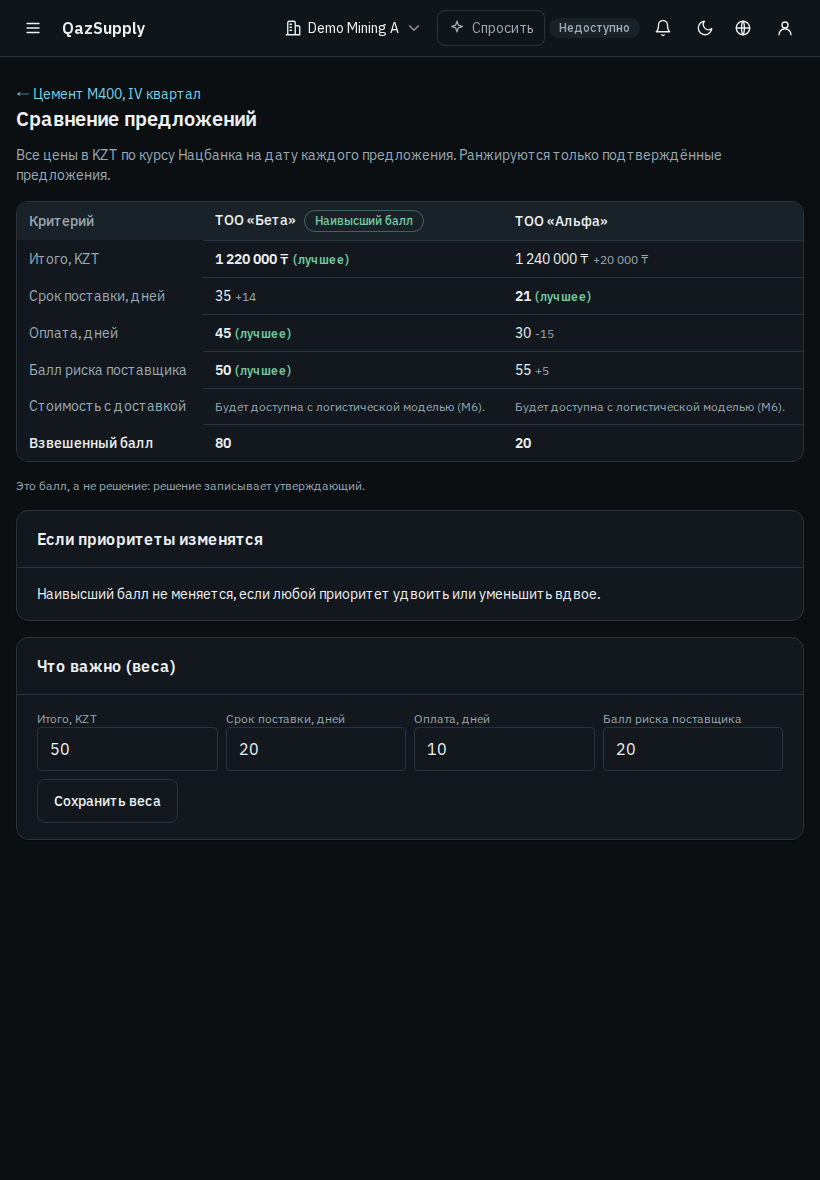 QazSupply Demo Mining A Спросить Недоступно
← Цемент М400, IV квартал
Сравнение предложений
Все цены в KZT по курсу Нацбанка на дату каждого предложения. Ранжируются только подтверждённые
предложения.
Критерий ТОО «Бета» Наивысший балл ТОО «Альфа»
Итого, KZT 1 220 000 ₸ (лучшее) 1 240 000 ₸ +20 000 ₸
Срок поставки, дней 35 +14 21 (лучшее)
Оплата, дней 45 (лучшее) 30 -15
Балл риска поставщика 50 (лучшее) 55 +5
Стоимость с доставкой Будет доступна с логистической моделью (М6). Будет доступна с логистической моделью (М6).
Взвешенный балл 80 20
Это балл, а не решение: решение записывает утверждающий.
Если приоритеты изменятся
Наивысший балл не меняется, если любой приоритет удвоить или уменьшить вдвое.
Что важно (веса)
Итого, KZT Срок поставки, дней Оплата, дней Балл риска поставщика
50 20 10 20
Сохранить веса